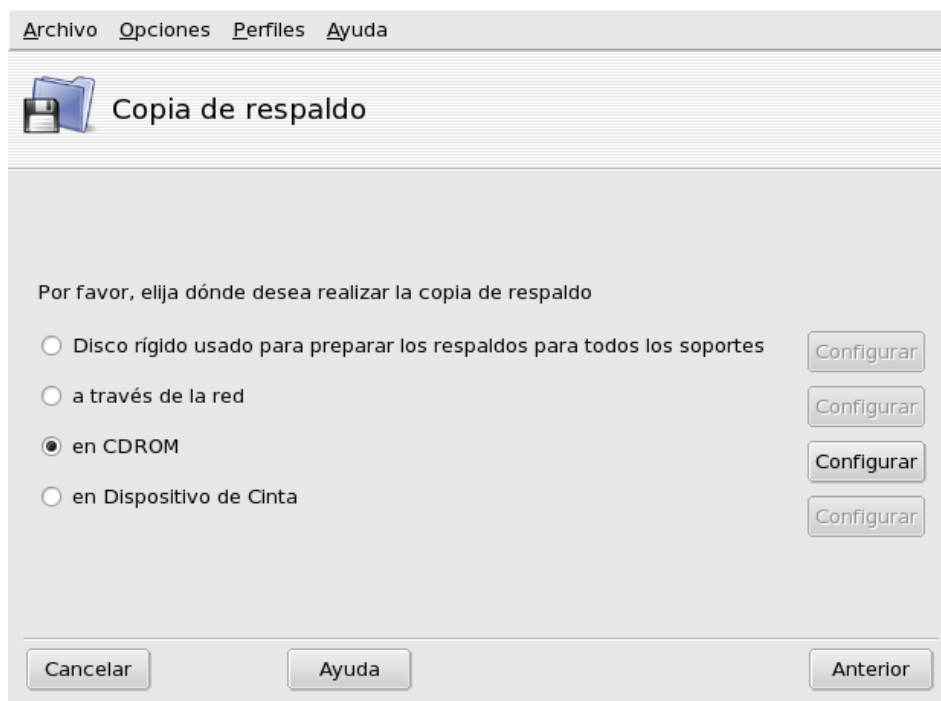 Archivo Opciones Perfiles Ayuda
Copia de respaldo
Por favor, elija dónde desea realizar la copia de respaldo
Disco rígido usado para preparar los respaldos para todos los soportes Configurar
a través de la red Configurar
en CDROM Configurar
en Dispositivo de Cinta Configurar
Cancelar Ayuda Anterior